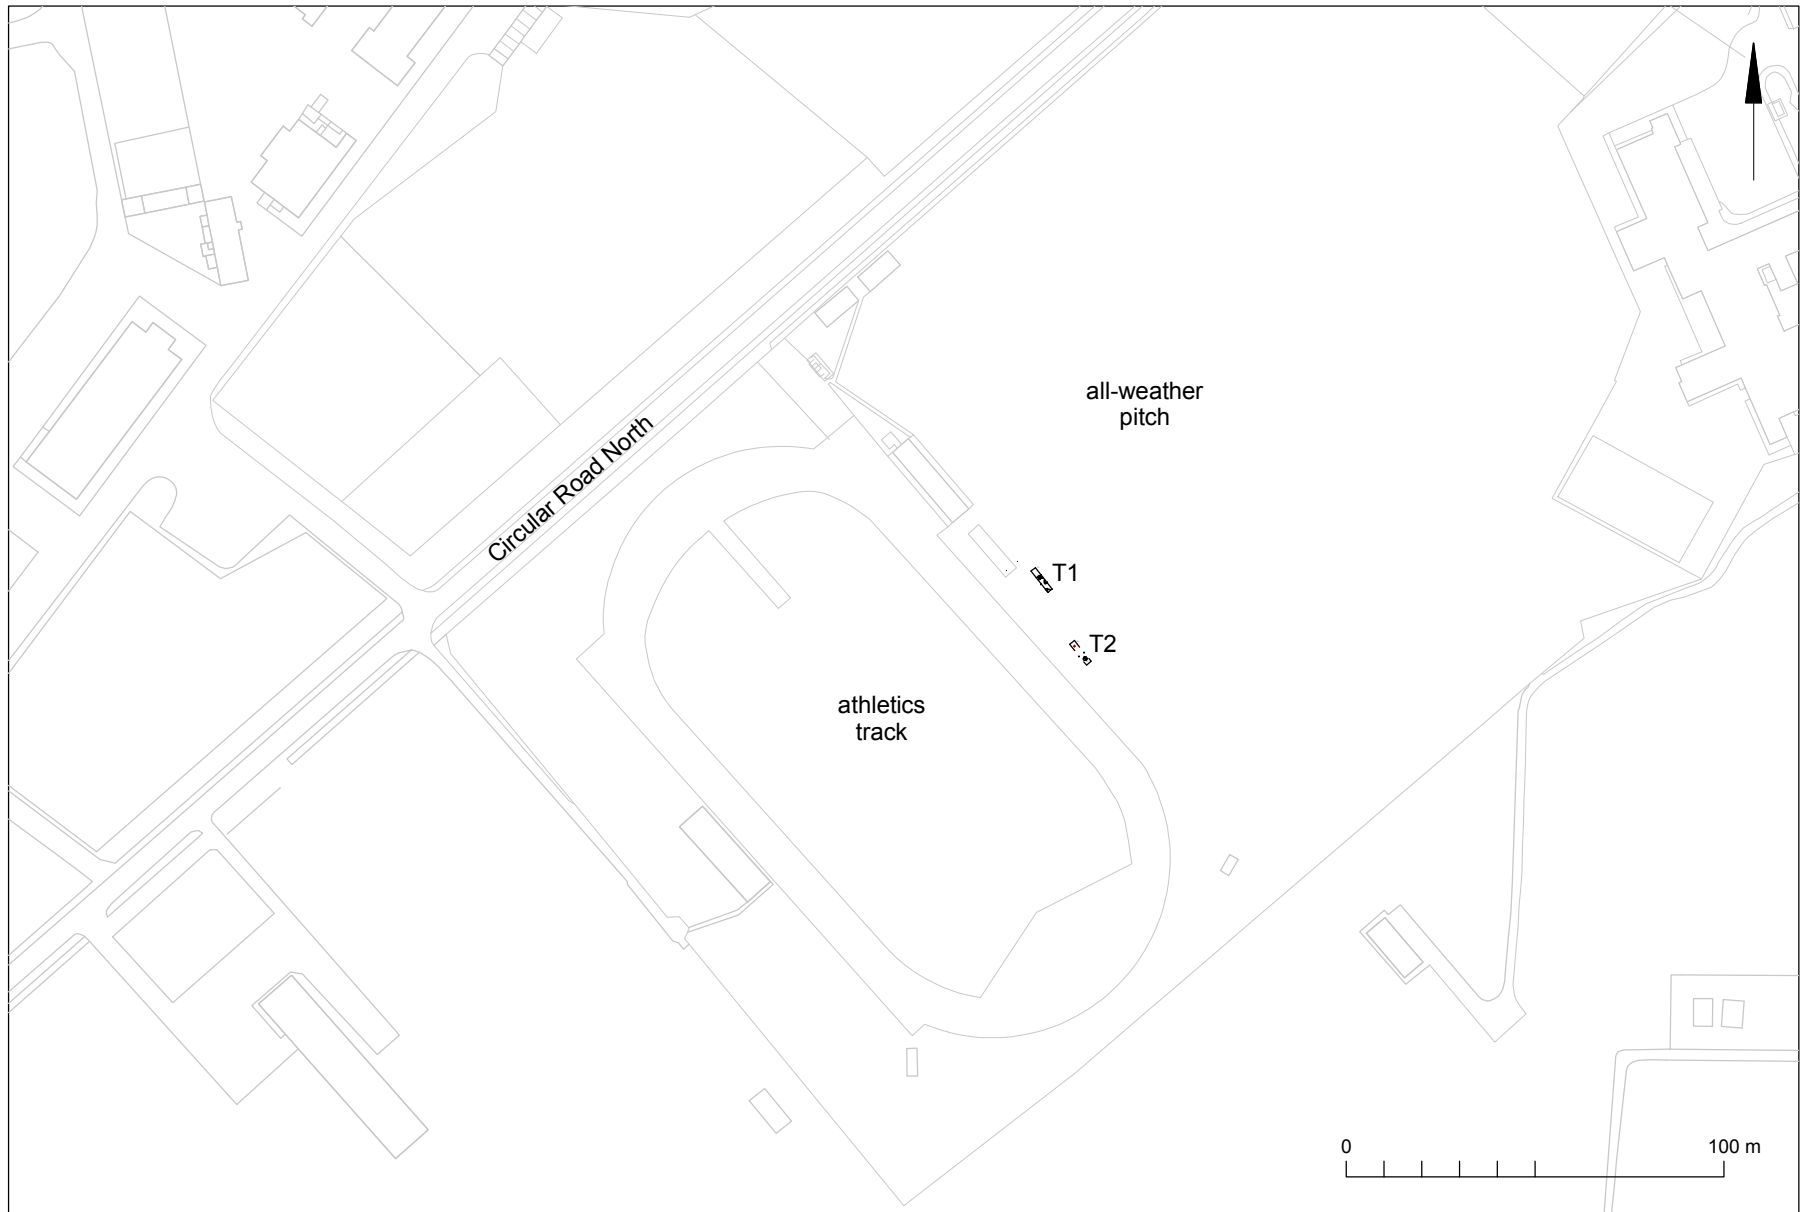 all-weather
pitch
Circular Road North
T1
T2
athletics
track
0
100 m